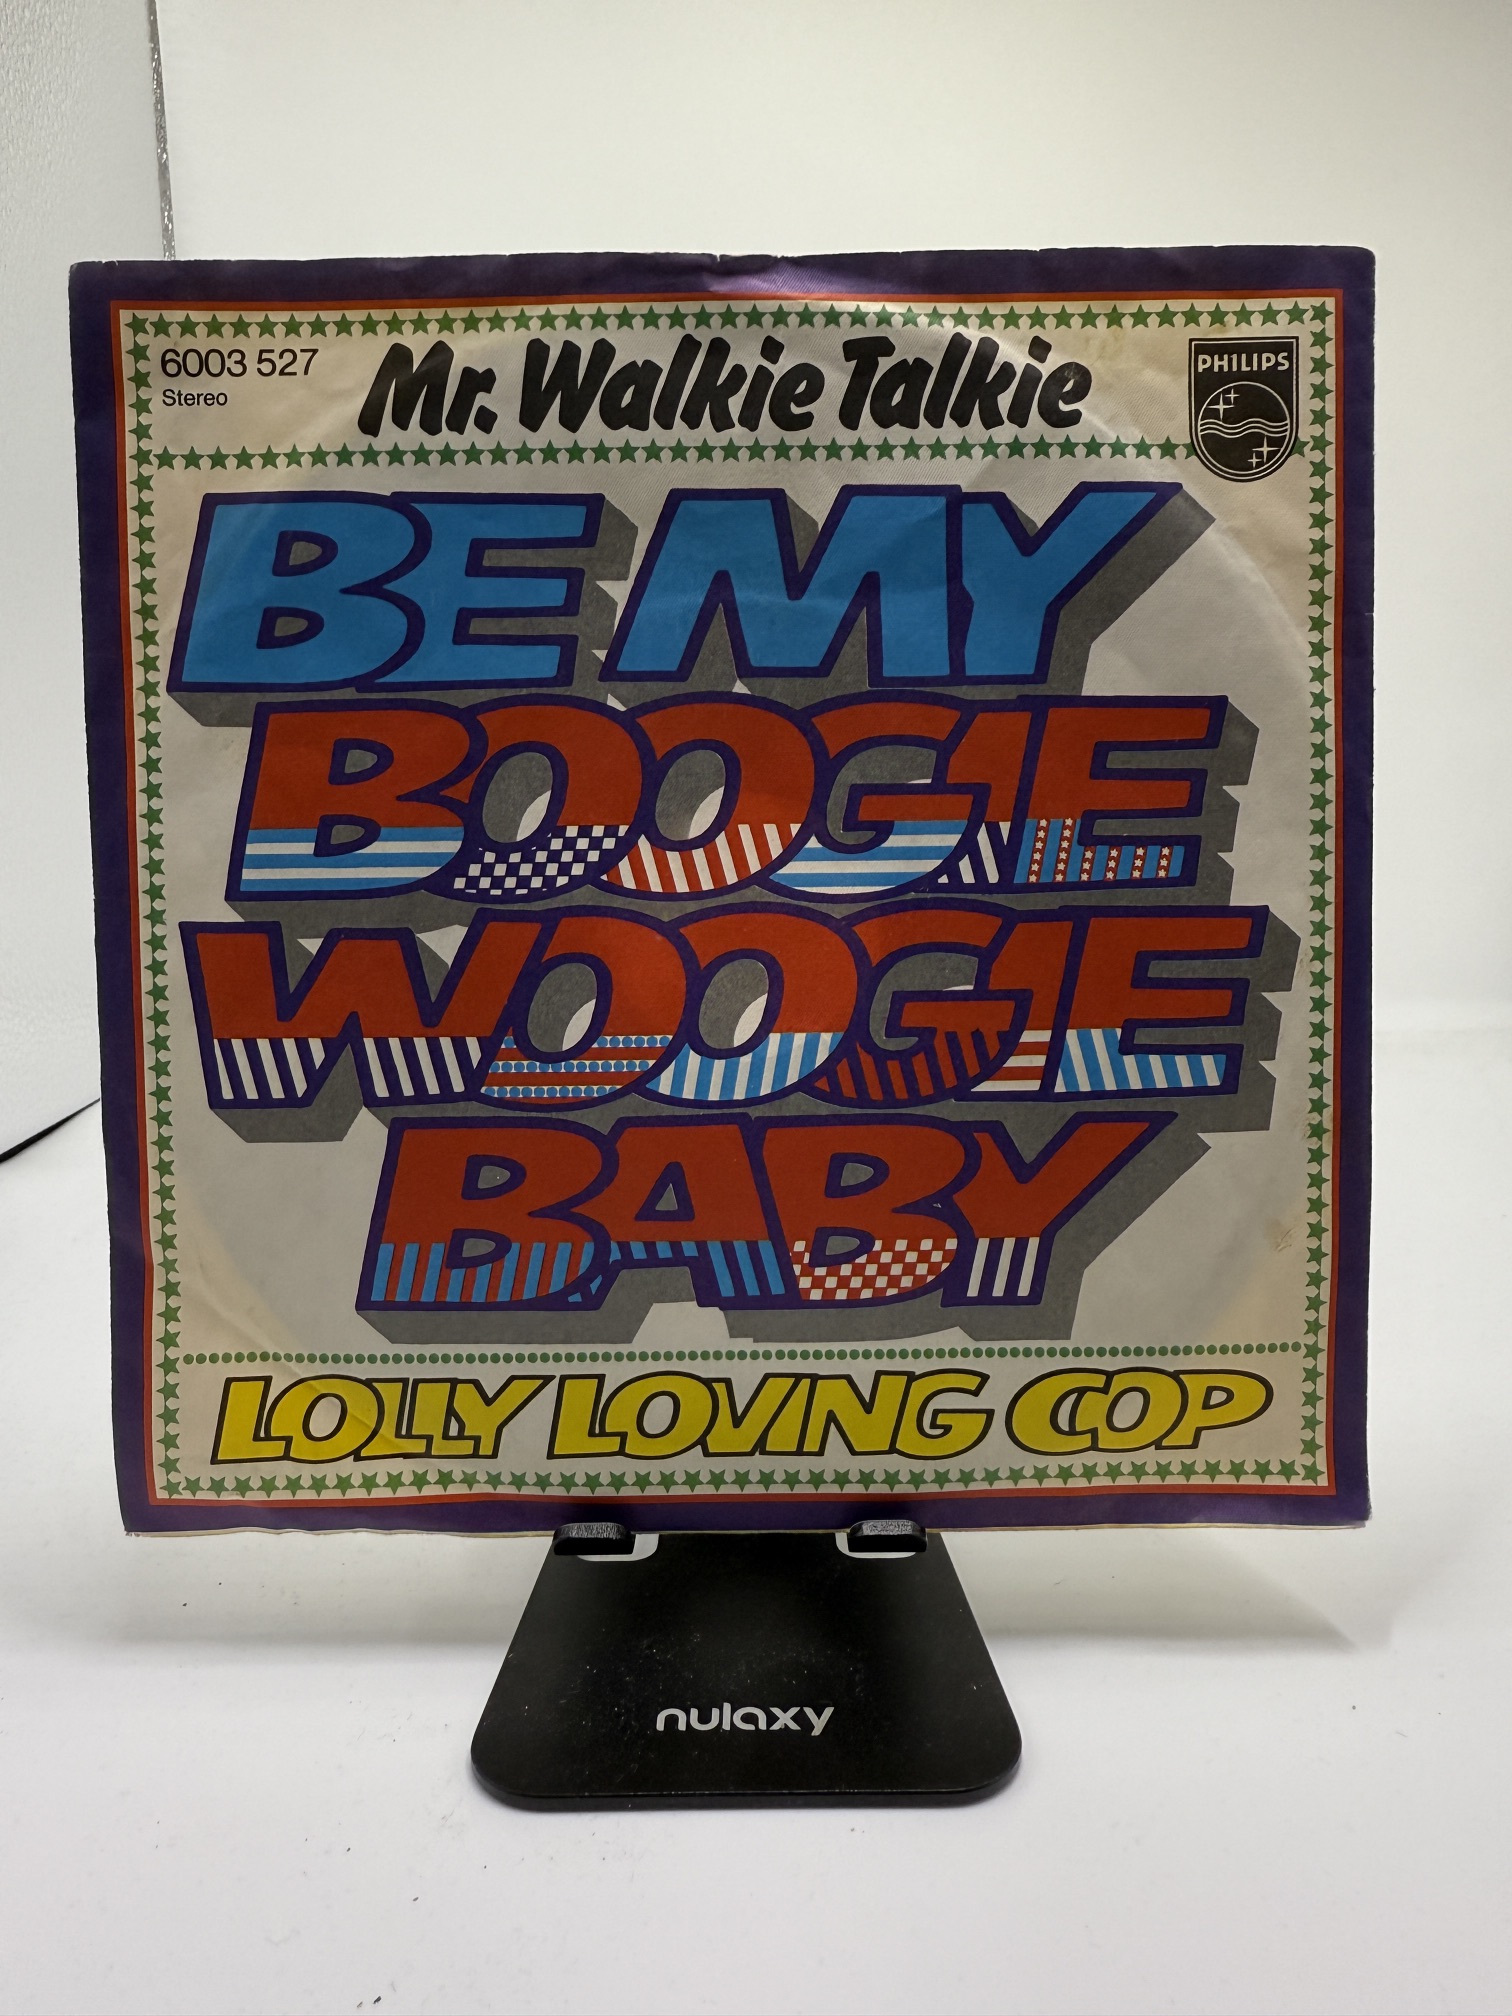 6003 527
Stereo
Mr. Walkie Talkie
PHILIPS
BE MY
BOOGIE
WOOGIE
BABY
LOLLY LOVING COP
nulaxy